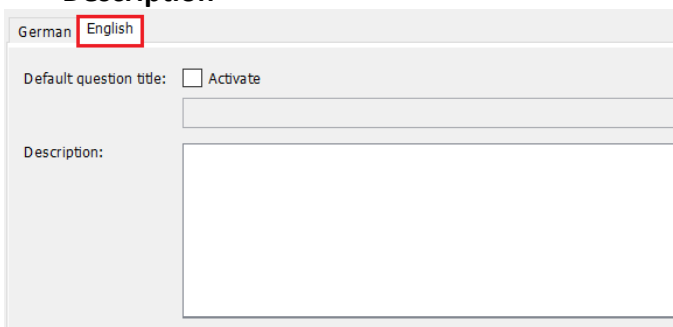 Description
German English
Default question title: Activate
Description: